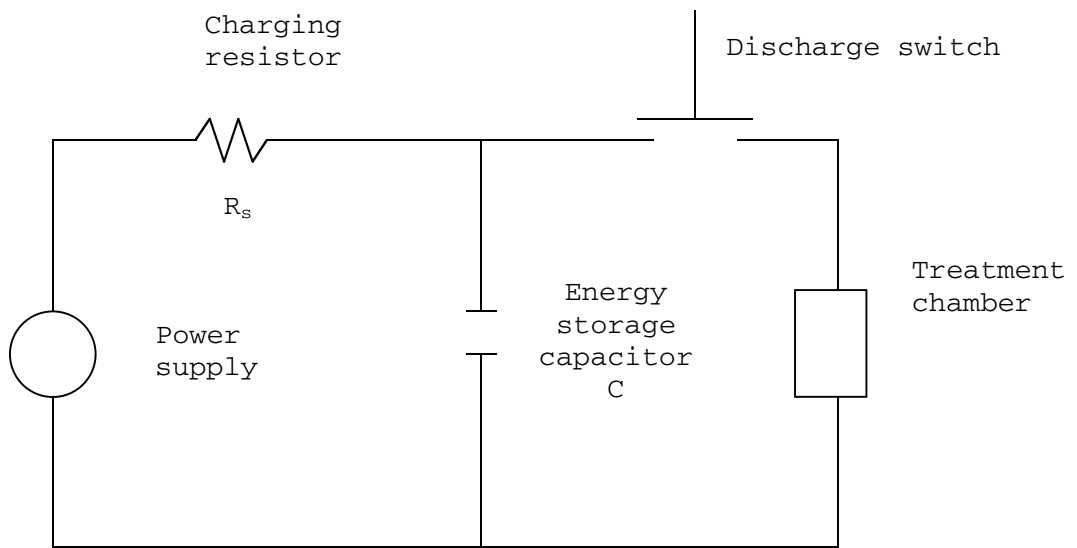 Charging
resistor
Discharge switch
Rₛ
Treatment
chamber
Energy
storage
capacitor
C
Power
supply